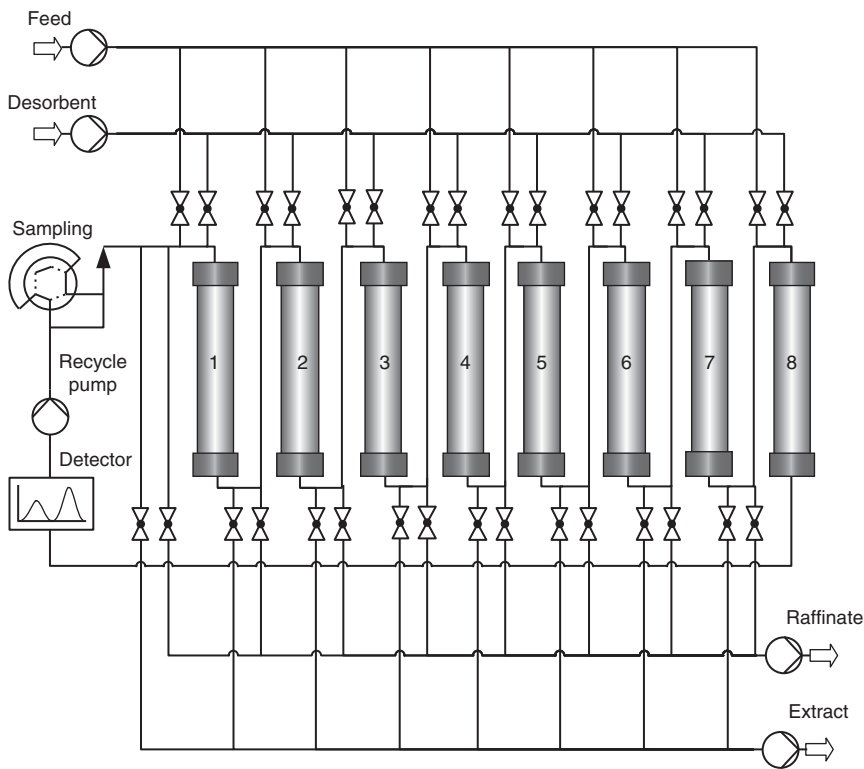 Feed
Desorbent
Sampling
1
2
3
4
5
6
7
8
Recycle
pump
Detector
Raffinate
Extract